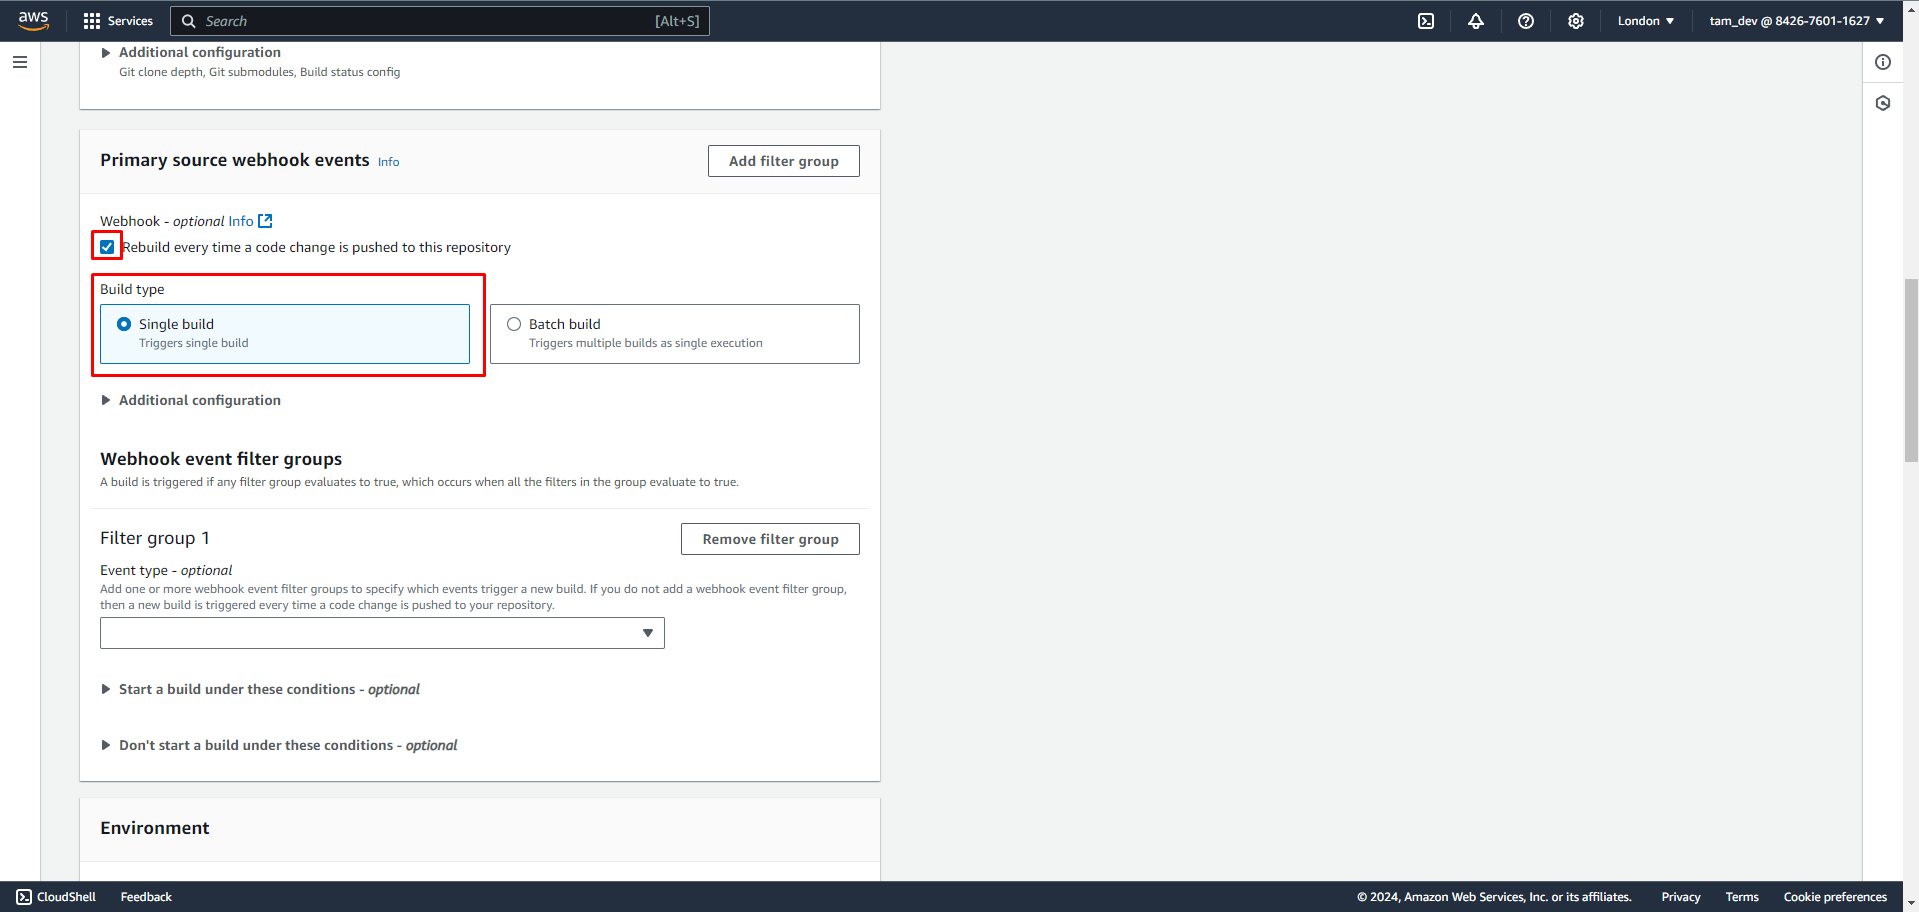 aws
Services
Search
[Alt+S]
London
tam_dev @ 8426-7601-1627
Additional configuration
Git clone depth, Git submodules, Build status config
Primary source webhook events Info
Add filter group
Webhook - optional Info
Rebuild every time a code change is pushed to this repository
Build type
Single build
Triggers single build
Batch build
Triggers multiple builds as single execution
Additional configuration
Webhook event filter groups
A build is triggered if any filter group evaluates to true, which occurs when all the filters in the group evaluate to true.
Filter group 1
Remove filter group
Event type - optional
Add one or more webhook event filter groups to specify which events trigger a new build. If you do not add a webhook event filter group,
then a new build is triggered every time a code change is pushed to your repository.
Start a build under these conditions - optional
Don't start a build under these conditions - optional
Environment
CloudShell
Feedback
© 2024, Amazon Web Services, Inc. or its affiliates.
Privacy
Terms
Cookie preferences